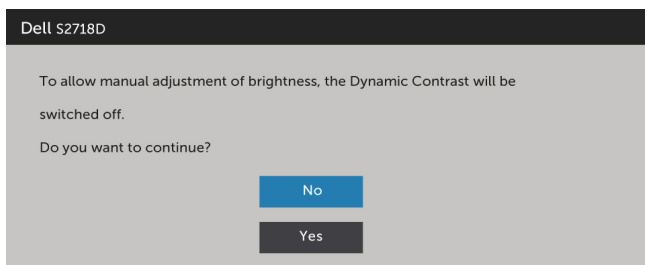 Dell S2718D
To allow manual adjustment of brightness, the Dynamic Contrast will be
switched off.
Do you want to continue?
No
Yes